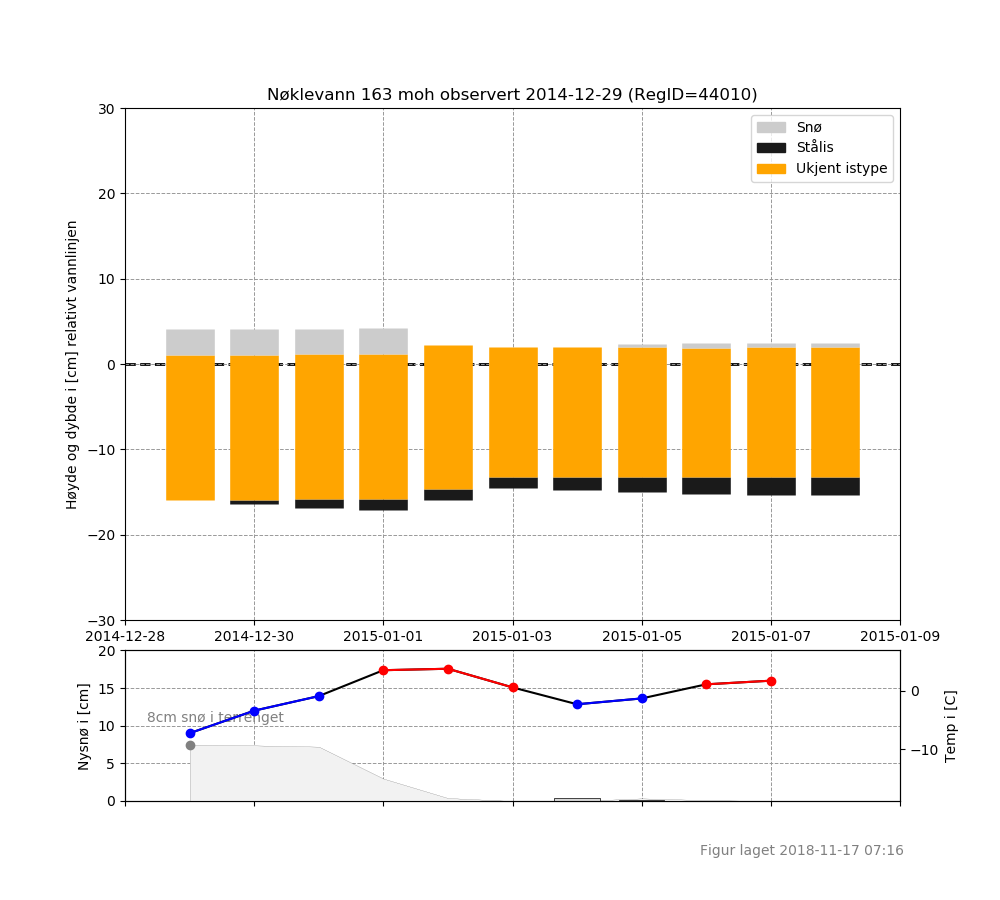 Nøklevann 163 moh observert 2014-12-29 (RegID=44010)
Snø
Stålis
Ukjent istype
Høyde og dybde i [cm] relativt vannlinjen
30
20
10
0
−10
−20
−30
2014-12-28 2014-12-30 2015-01-01 2015-01-03 2015-01-05 2015-01-07 2015-01-09
Nysnø i [cm]
20
15
10
5
0
8cm snø i terrenget
0
−10
Temp i [C]
Figur laget 2018-11-17 07:16